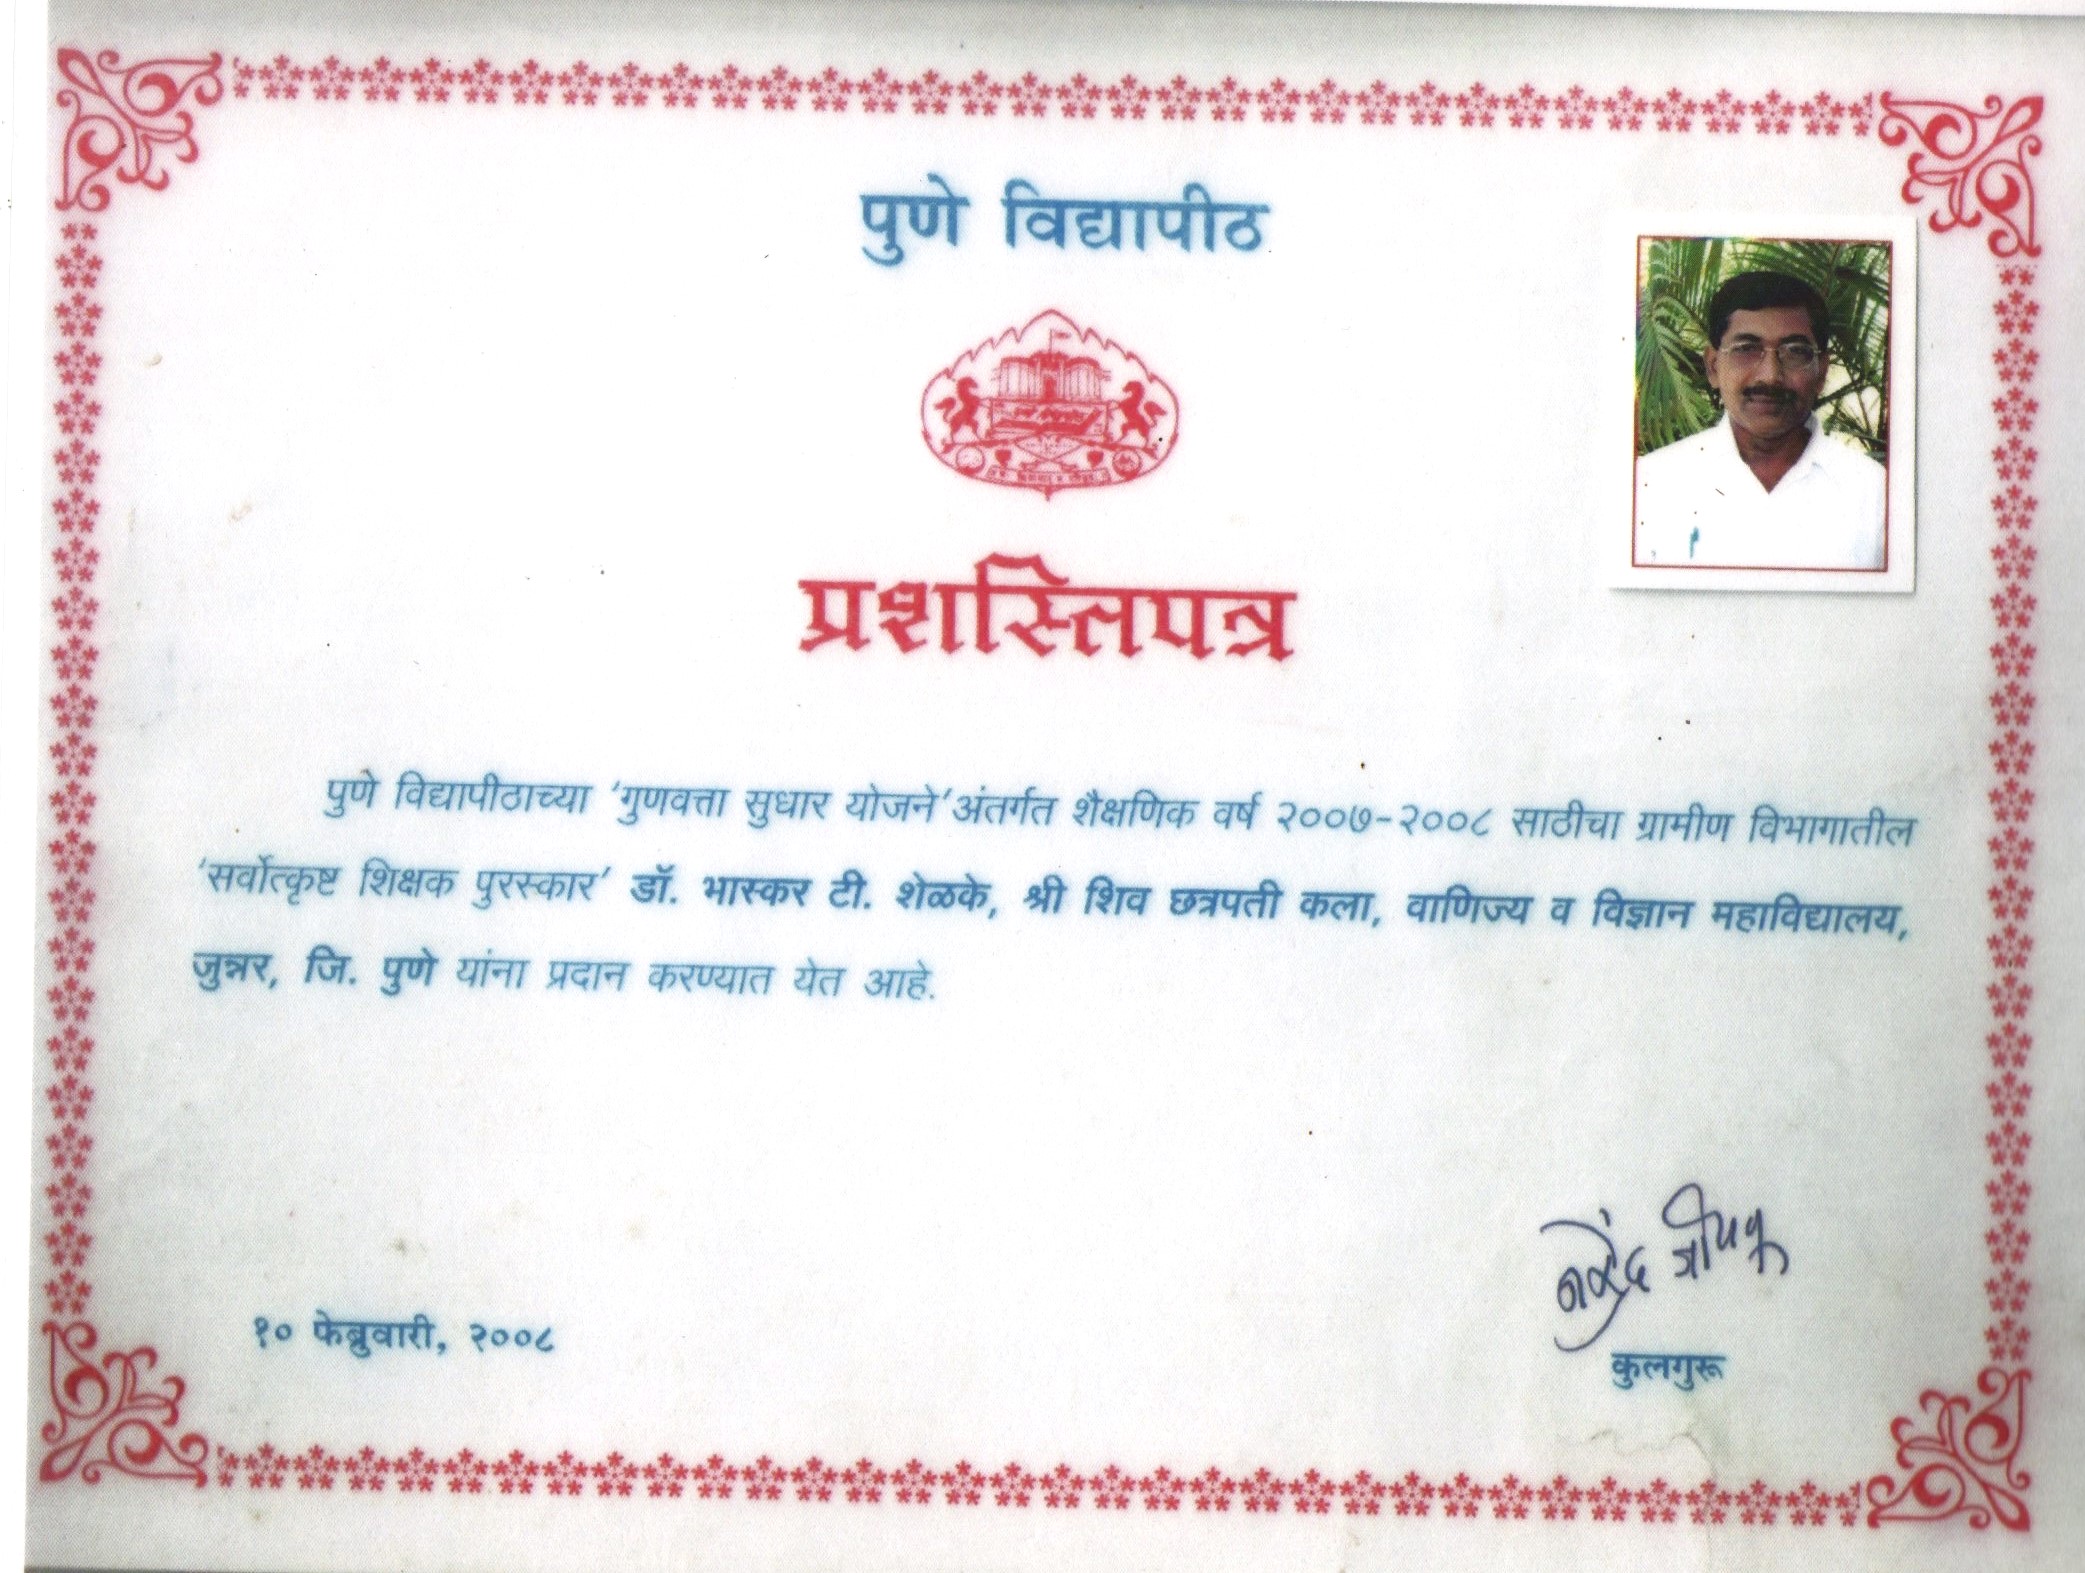 पुणे विद्यापीठ
प्रशस्तिपत्र
पुणे विद्यापीठाच्या 'गुणवत्ता सुधार योजने' अंतर्गत शैक्षणिक वर्ष २००७-२००८ साठीचा ग्रामीण विभागातील
'सर्वोत्कृष्ट शिक्षक पुरस्कार' डॉ. भास्कर टी. शेळके, श्री शिव छत्रपती कला, वाणिज्य व विज्ञान महाविद्यालय,
जुन्नर, जि. पुणे यांना प्रदान करण्यात येत आहे.
१० फेब्रुवारी, २००८
कुलगुरू